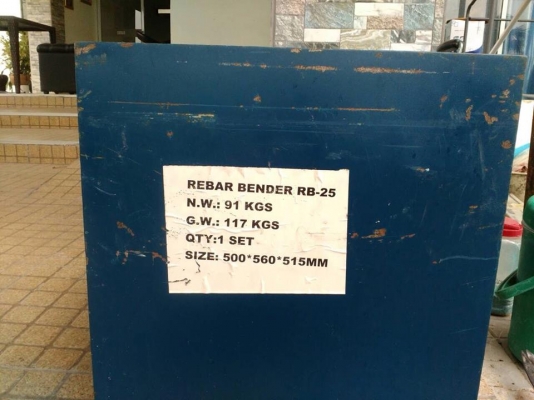 REBAR BENDER RB-25
N.W.: 91 KGS
G.W.: 117 KGS
QTY:1 SET
SIZE: 500*560*515MM